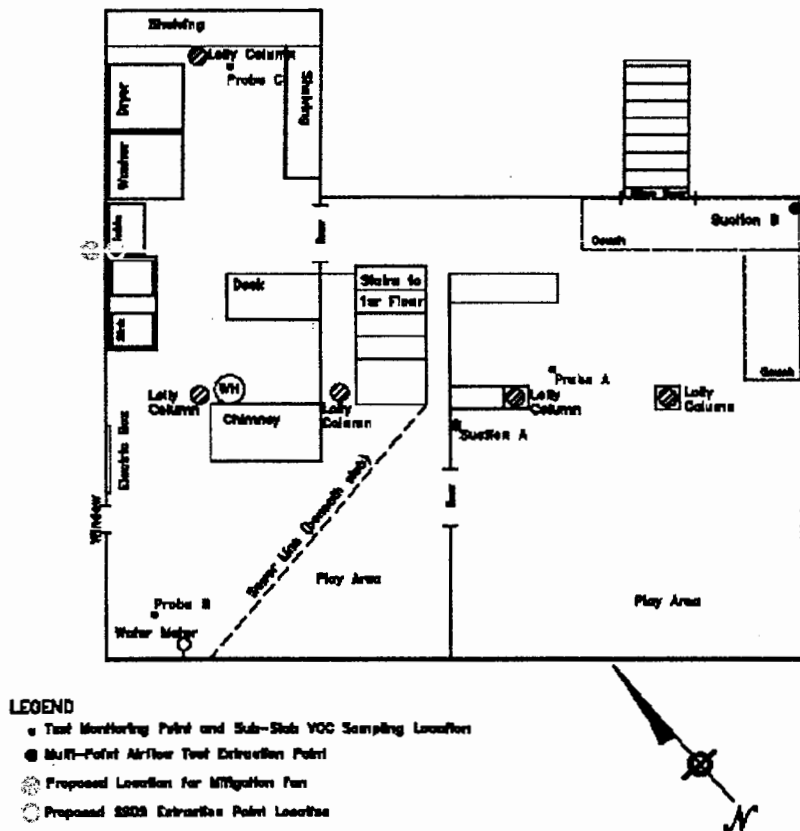 Shelving
Lolly Column
Probe C
Shelving
Dryer
Washer
Table
Door
Suction B
Couch
Stairs to
1sr Floor
Desk
Sink
Probe A
Couch
WH
Lolly
Column
Lolly
Column
Lolly
Column
Lolly
Column
Chimney
Suction A
Electric Box
Door
Window
Sewer Line (beneath slab)
Play Area
Play Area
Probe B
Water Meter
N
LEGEND
Test Monitoring Point and Sub-Slab VOC Sampling Location
Multi-Point Airflow Test Extraction Point
Proposed Location for Mitigation Fan
Proposed SSDS Extraction Point Location